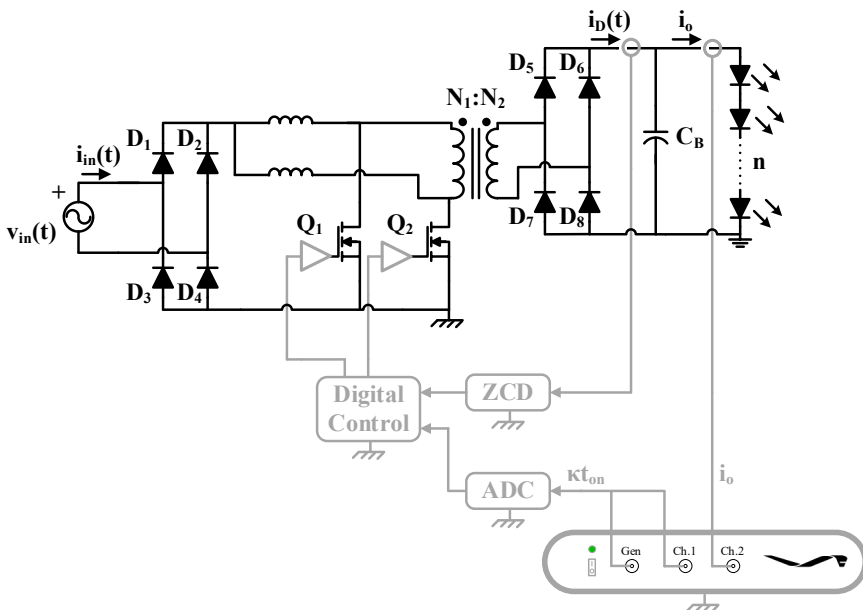 i_D(t)
i_o
D_5
D_6
N_1:N_2
D_1
D_2
i_in(t)
+
C_B
n
v_in(t)
Q_1
Q_2
D_7
D_8
D_3
D_4
Digital
Control
ZCD
ADC
κt_on
i_o
Gen
Ch.1
Ch.2